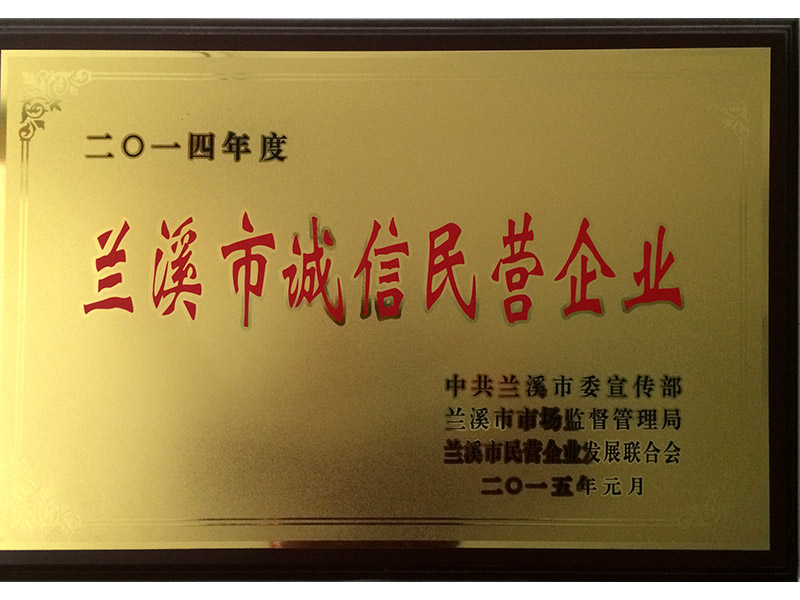 二〇一四年度
兰溪市诚信民营企业
中共兰溪市委宣传部
兰溪市市场监督管理局
兰溪市民营企业发展联合会
二〇一五年元月